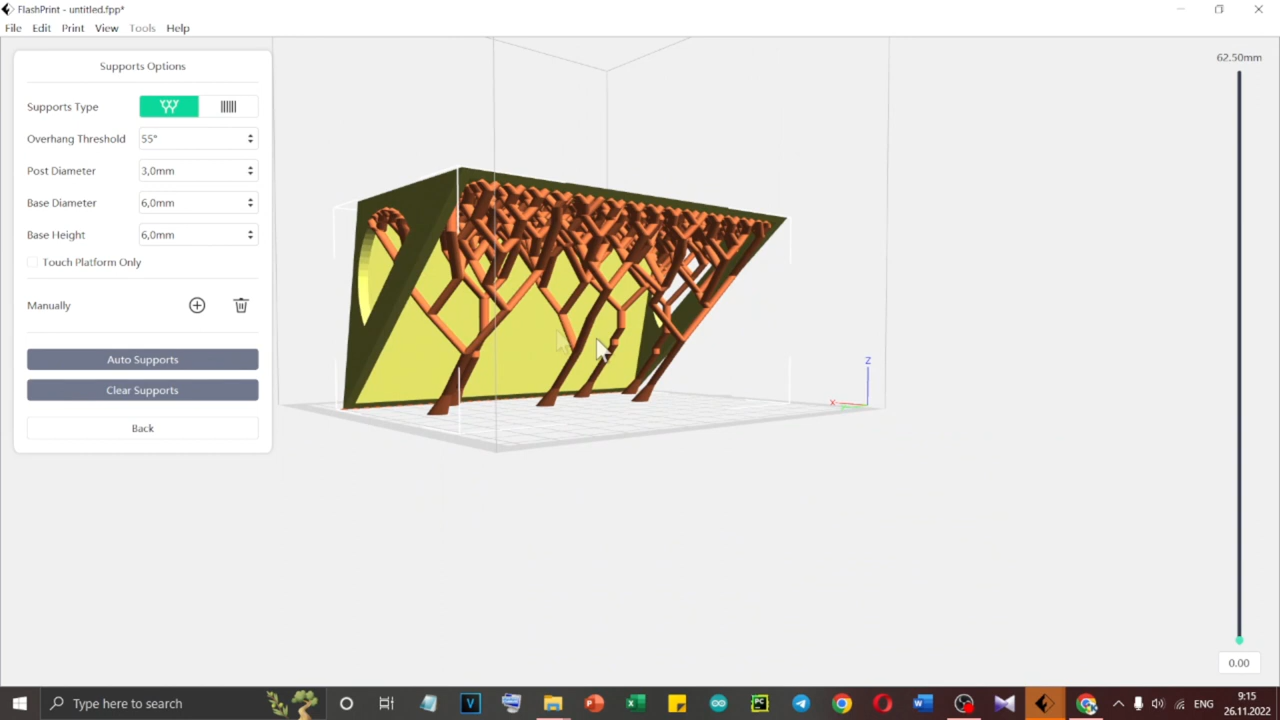 FlashPrint - untitled.fpp*
File Edit Print View Tools Help
Supports Options
Supports Type
Overhang Threshold 55°
Post Diameter 3,0mm
Base Diameter 6,0mm
Base Height 6,0mm
Touch Platform Only
Manually
Auto Supports
Clear Supports
Back
62.50mm
Z
X
0.00
Type here to search
V
PC
ENG
9:15
26.11.2022